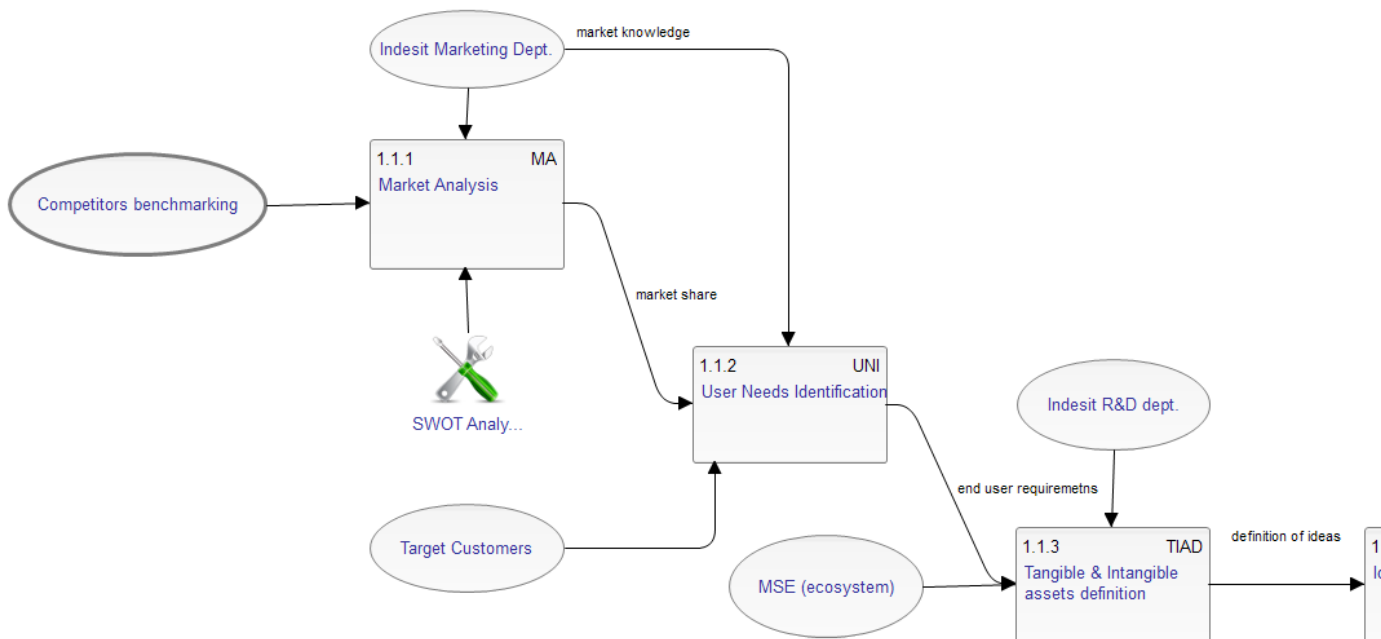 Indesit Marketing Dept.
market knowledge
1.1.1 MA
Market Analysis
Competitors benchmarking
market share
SWOT Analy...
1.1.2 UNI
User Needs Identification
Indesit R&D dept.
Target Customers
end user requiremetns
MSE (ecosystem)
1.1.3 TIAD
Tangible & Intangible
assets definition
definition of ideas